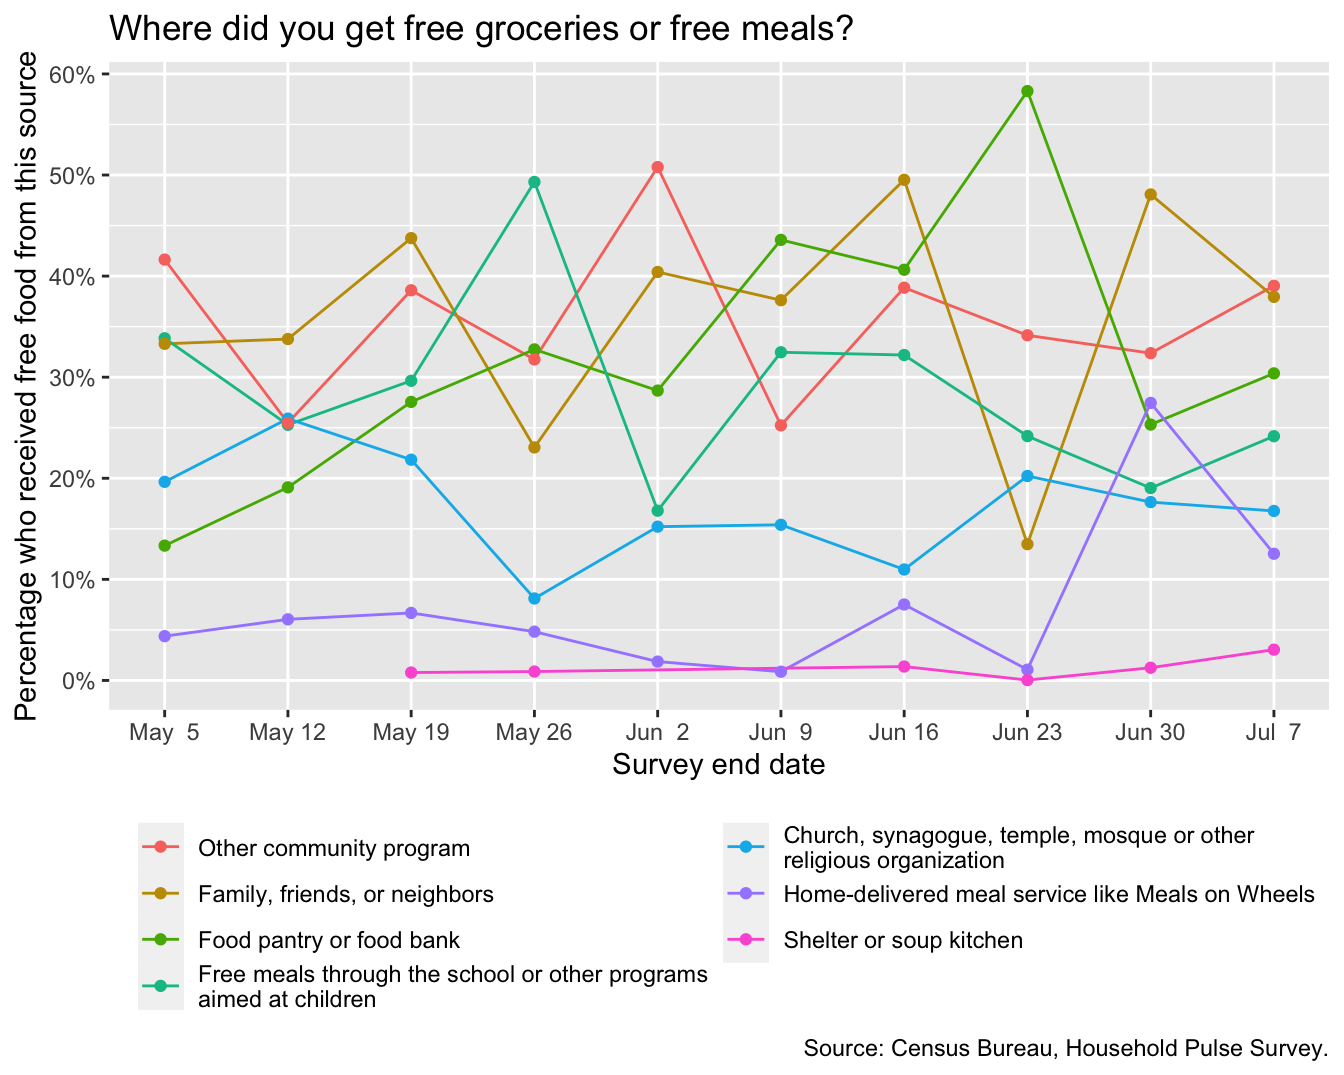 Where did you get free groceries or free meals?
Percentage who received free food from this source
60%
50%
40%
30%
20%
10%
0%
May 5 May 12 May 19 May 26 Jun 2 Jun 9 Jun 16 Jun 23 Jun 30 Jul 7
Survey end date
Other community program
Family, friends, or neighbors
Food pantry or food bank
Free meals through the school or other programs
aimed at children
Church, synagogue, temple, mosque or other
religious organization
Home-delivered meal service like Meals on Wheels
Shelter or soup kitchen
Source: Census Bureau, Household Pulse Survey.